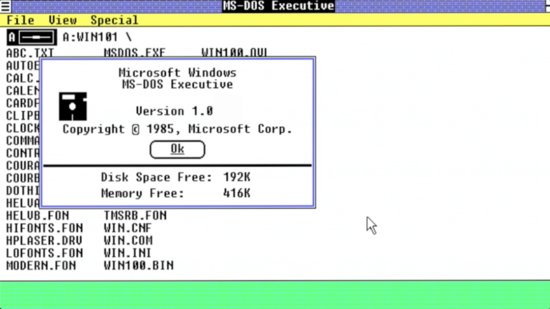 MS-DOS Executive
File View Special
A A:WIN101 \
ABC.TXT MSDOS.EXE WIN100.OVL
AUTOE
CALC.
CALEN
CARDF
CLIPB
CLOCK
COMMA
CONTR
COURA
COURB
DOTHI
HELVA
HELVB.FON TMSRB.FON
HIFONTS.FON WIN.CNF
HPLASER.DRV WIN.COM
LOFONTS.FON WIN.INI
MODERN.FON WIN100.BIN
Microsoft Windows
MS-DOS Executive
Version 1.0
Copyright © 1985, Microsoft Corp.
Ok
Disk Space Free: 192K
Memory Free: 416K